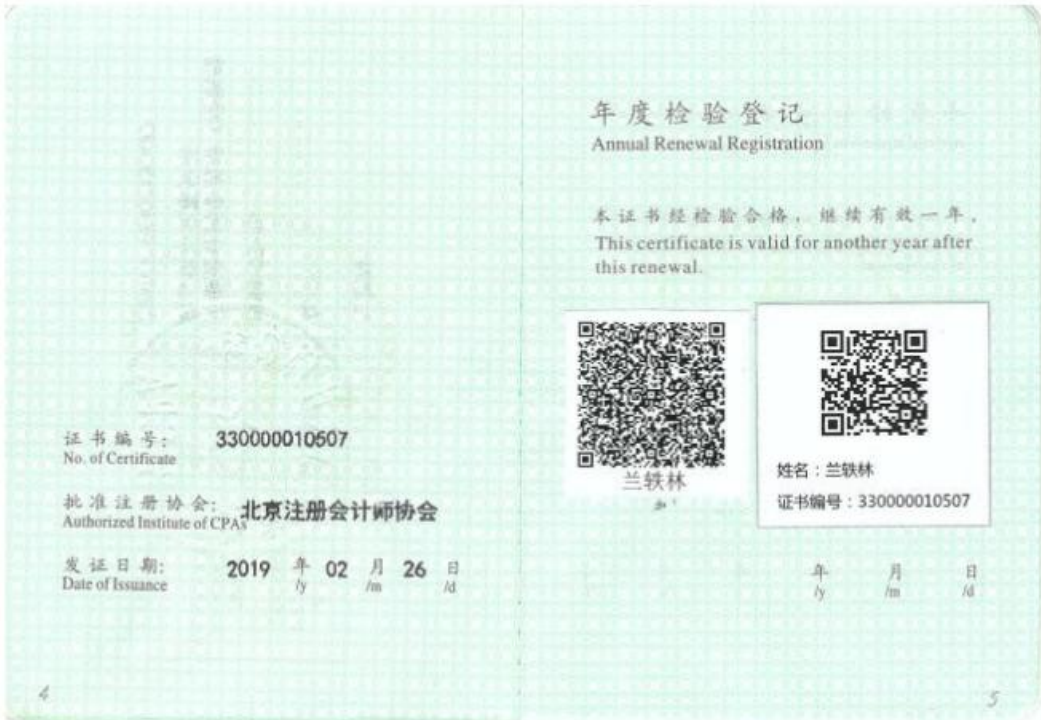 证书编号: 330000010507
No. of Certificate
批准注册协会: 北京注册会计师协会
Authorized Institute of CPAs
发证日期: 2019 年 02 月 26 日
Date of Issuance /y /m /d
4
年度检验登记
Annual Renewal Registration
本证书经检验合格，继续有效一年。
This certificate is valid for another year after
this renewal.
兰轶林
姓名：兰轶林
证书编号：330000010507
年 月 日
/y /m /d
5